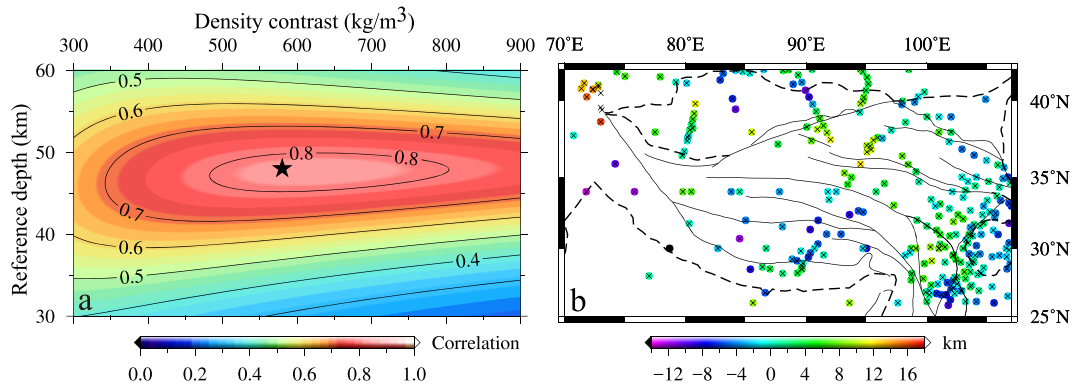 Density contrast (kg/m³)
300 400 500 600 700 800 900
Reference depth (km)
60
50
40
30
0.5
0.6
0.7
0.8
0.8
0.7
0.6
0.5
0.4
a
0.0 0.2 0.4 0.6 0.8 1.0
Correlation
70˚E 80˚E 90˚E 100˚E
40˚N
35˚N
30˚N
25˚N
b
−12 −8 −4 0 4 8 12 16
km